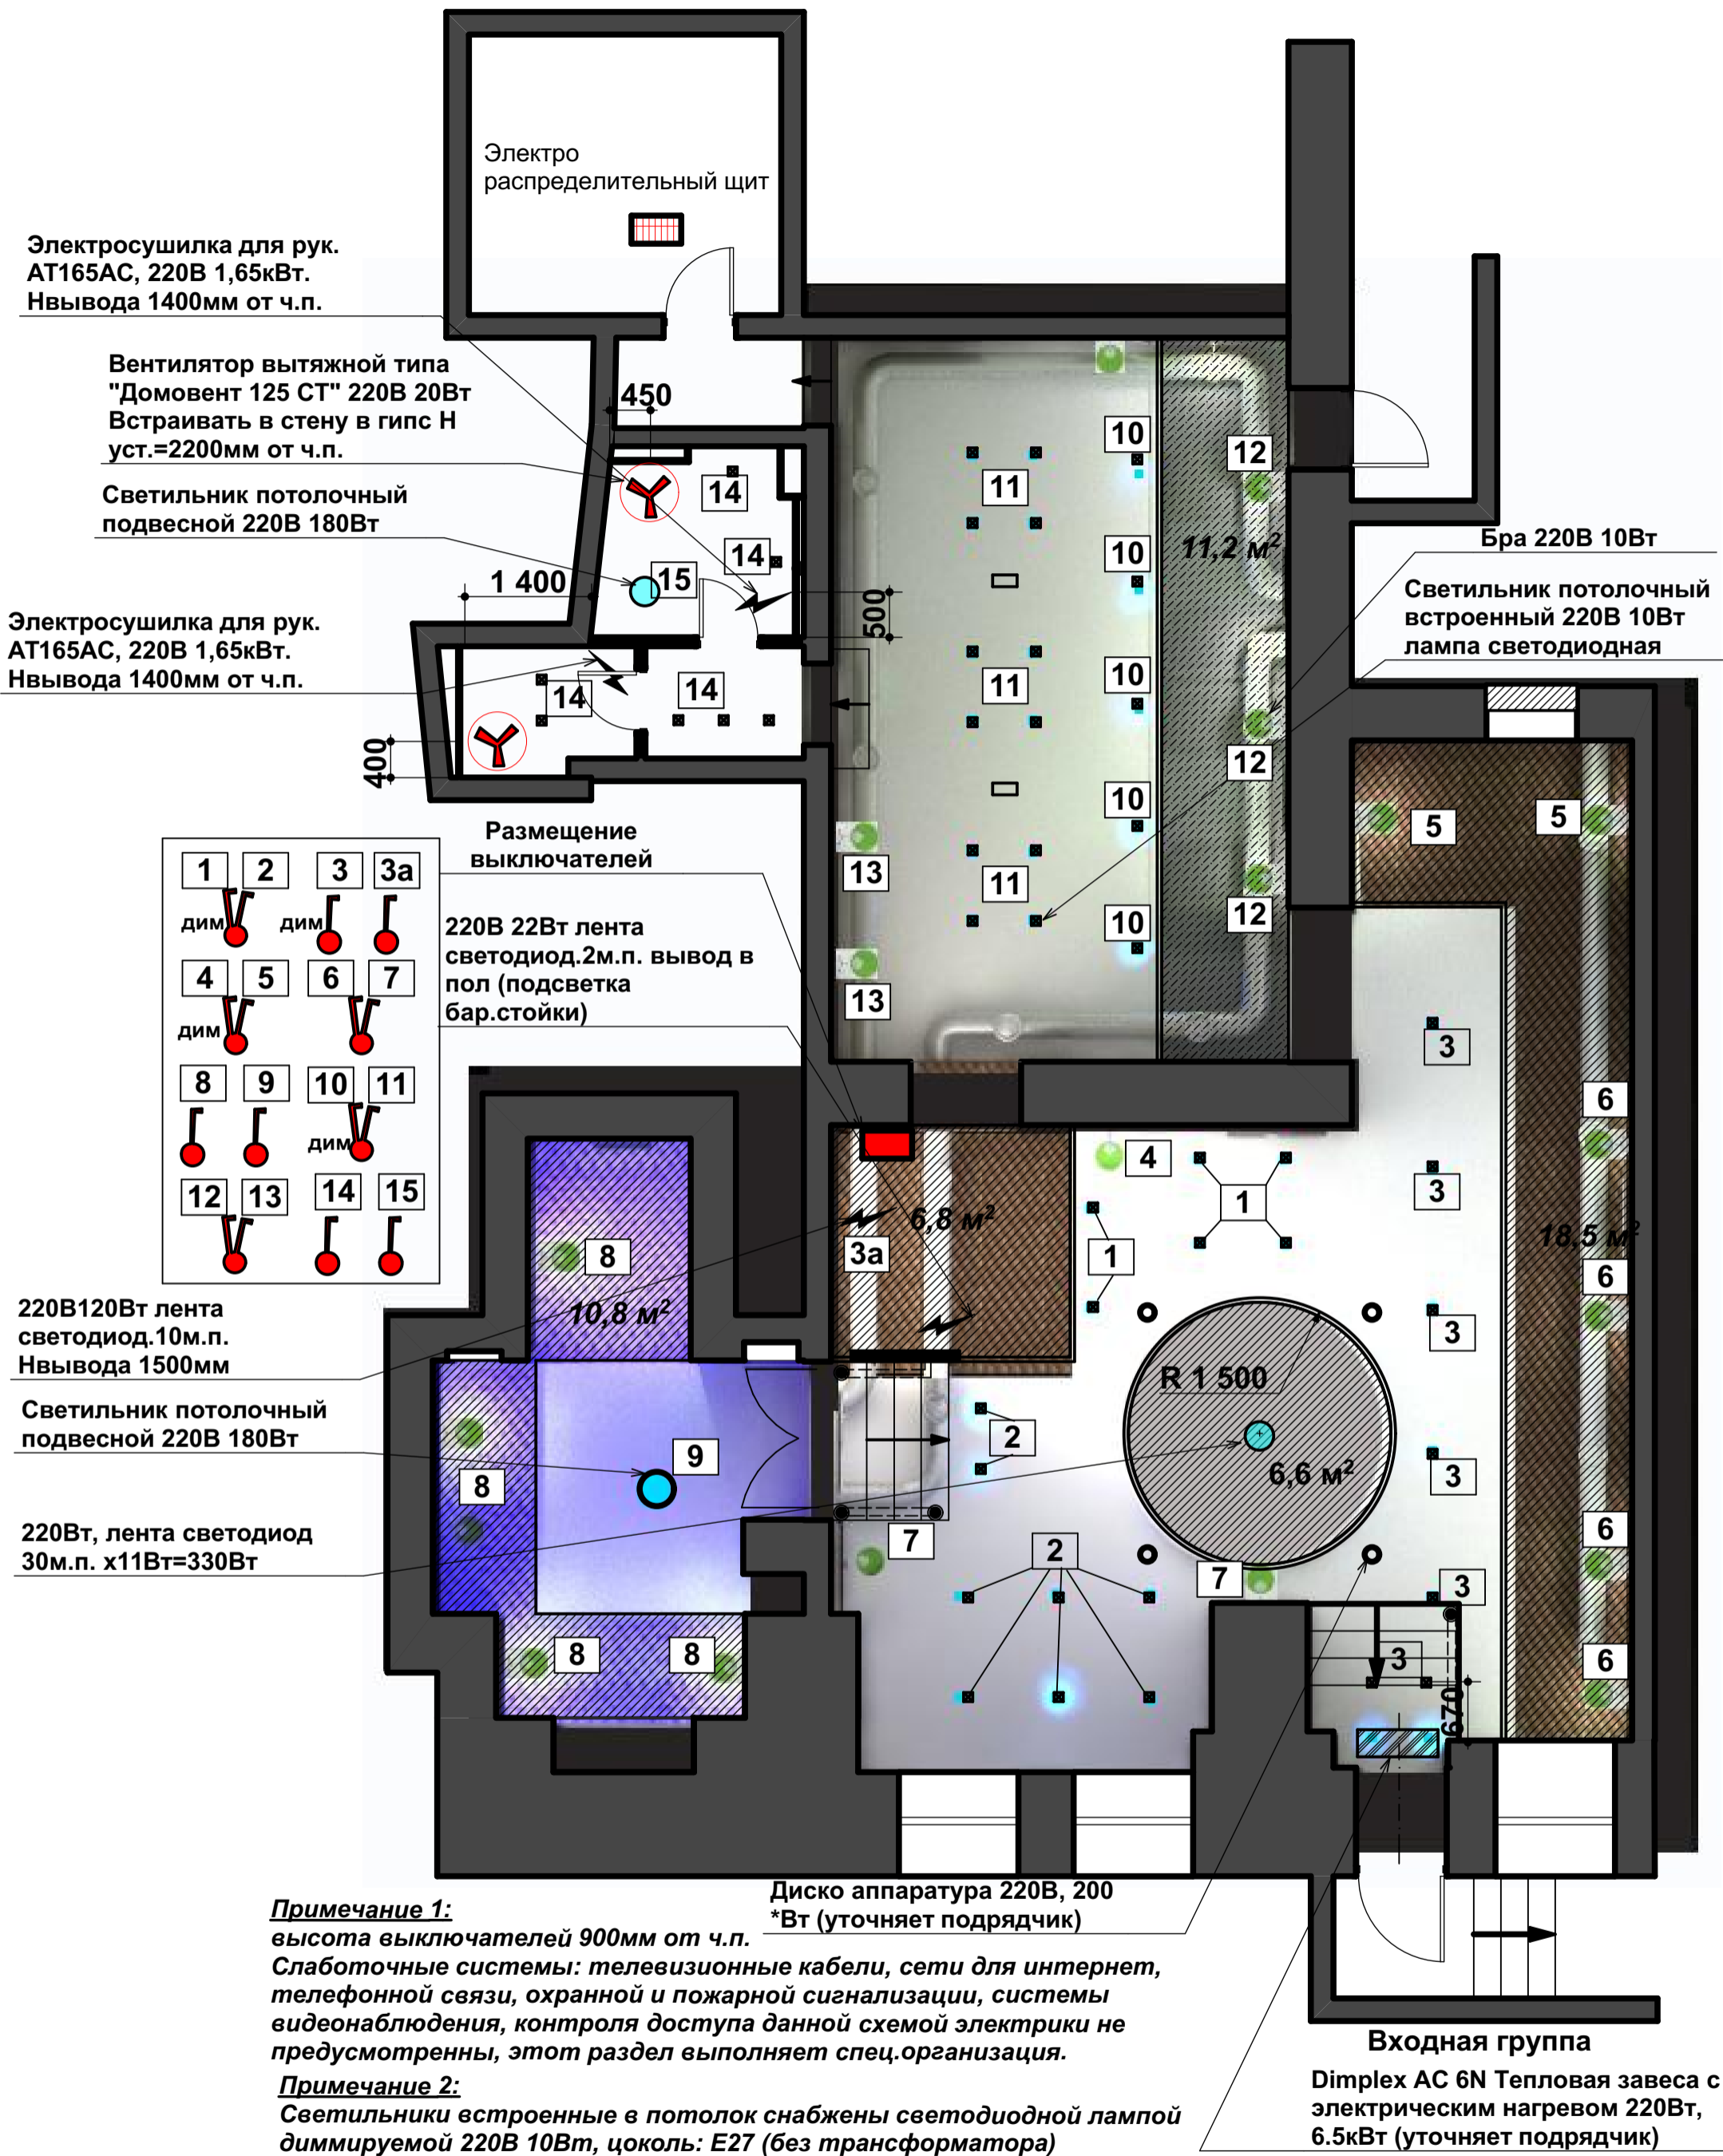 Электро
распределительный щит
Электросушилка для рук.
АТ165АС, 220В 1,65кВт.
Hвывода 1400мм от ч.п.
Вентилятор вытяжной типа
"Домовент 125 СТ" 220В 20Вт
Встраивать в стену в гипс Н
уст.=2200мм от ч.п.
450
Светильник потолочный
подвесной 220В 180Вт
14
14
15
1 400
500
Электросушилка для рук.
АТ165АС, 220В 1,65кВт.
Hвывода 1400мм от ч.п.
14
14
400
10
12
11
10
11,2 м²
Бра 220В 10Вт
Светильник потолочный
встроенный 220В 10Вт
лампа светодиодная
10
11
12
10
13
11
12
10
13
5
5
Размещение
выключателей
1 2 3 3а
дим дим
4 5 6 7
дим
8 9 10 11
дим
12 13 14 15
220В 22Вт лента
светодиод.2м.п. вывод в
пол (подсветка
бар.стойки)
3
6
4
3
1
6,8 м²
18.5 м²
3а
1
8
6
10,8 м²
3
220В120Вт лента
светодиод.10м.п.
Hвывода 1500мм
R 1 500
Светильник потолочный
подвесной 220В 180Вт
9
2
6,6 м²
3
8
220Вт, лента светодиод
30м.п. х11Вт=330Вт
7
2
7
3
6
8
8
3
6
670
Диско аппаратура 220В, 200
*Вт (уточняет подрядчик)
Примечание 1:
высота выключателей 900мм от ч.п.
Слаботочные системы: телевизионные кабели, сети для интернет,
телефонной связи, охранной и пожарной сигнализации, системы
видеонаблюдения, контроля доступа данной схемой электрики не
предусмотренны, этот раздел выполняет спец.организация.
Примечание 2:
Светильники встроенные в потолок снабжены светодиодной лампой
диммируемой 220В 10Вт, цоколь: Е27 (без трансформатора)
Входная группа
Dimplex AC 6N Тепловая завеса с
электрическим нагревом 220Вт,
6.5кВт (уточняет подрядчик)